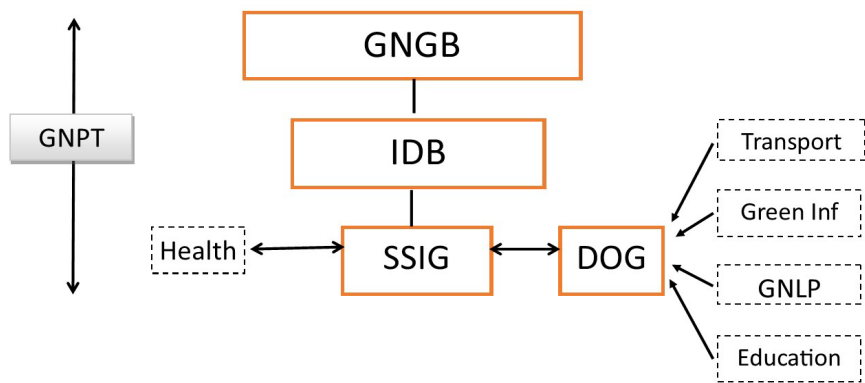 GNGB
GNPT
IDB
Transport
Green Inf
Health
SSIG
DOG
GNLP
Education